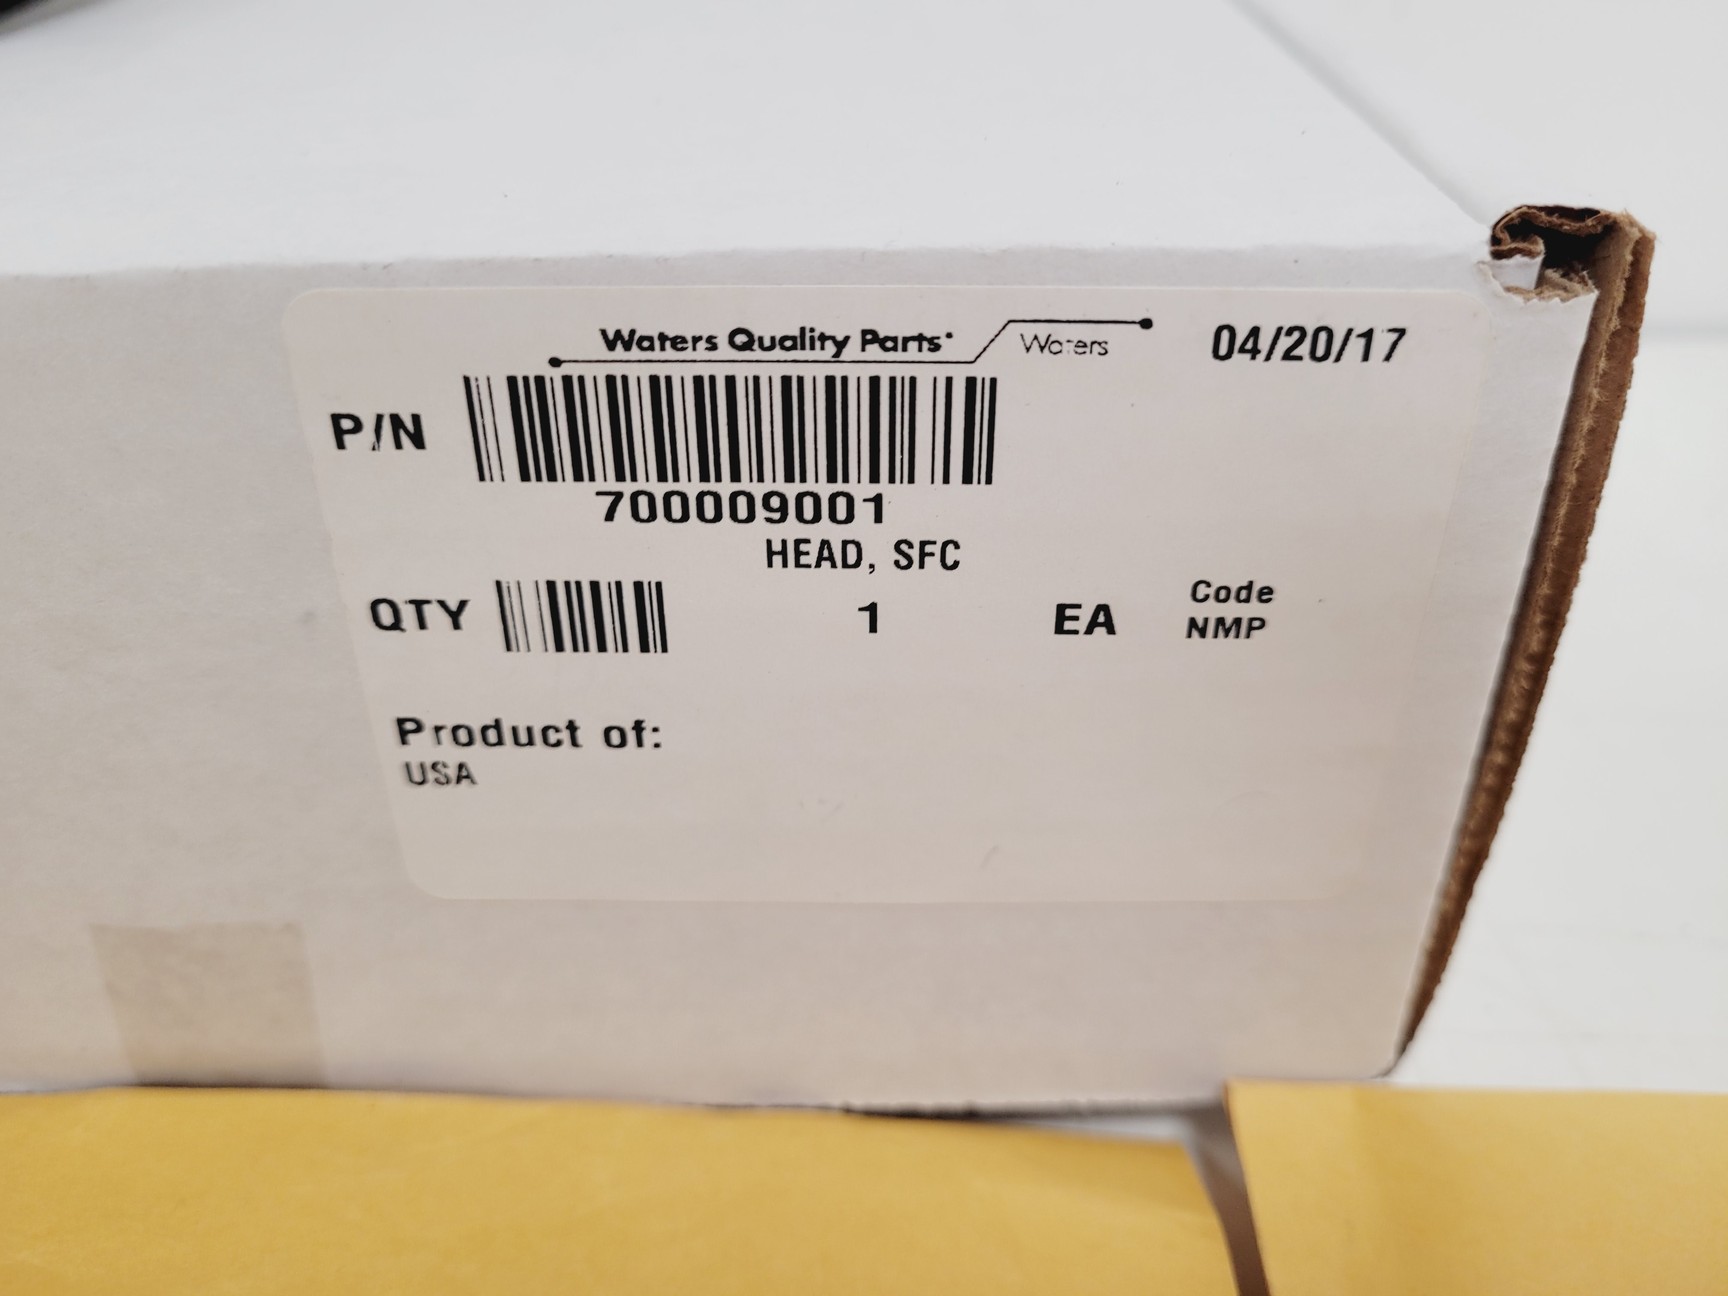 Waters Quality Parts
Waters
04/20/17
P/N
700009001
HEAD, SFC
QTY
1
EA
Code
NMP
Product of:
USA